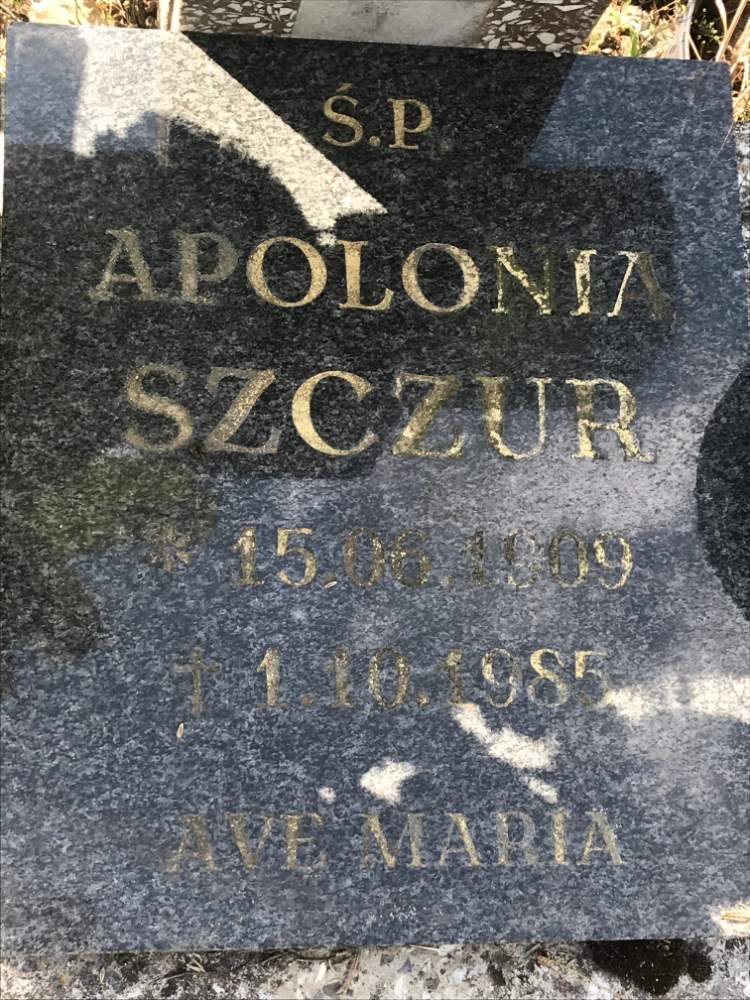 Ś.P.
APOLONIA
SZCZUR
* 15.06.1909
† 1.10.1985
AVE MARIA